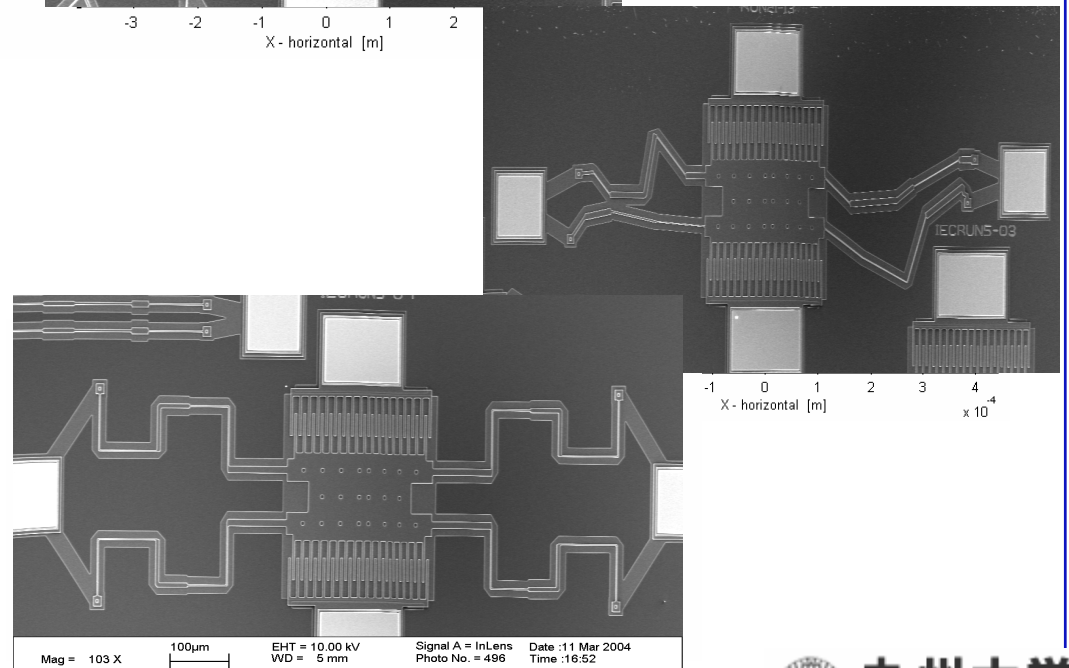 -3 -2 -1 0 1 2
X - horizontal [m]
IECRUN5-03
-1 0 1 2 3 4
X - horizontal [m]
x 10⁻⁴
Mag = 103 X
100µm
EHT = 10.00 kV
WD = 5 mm
Signal A = InLens
Photo No. = 496
Date :11 Mar 2004
Time :16:52